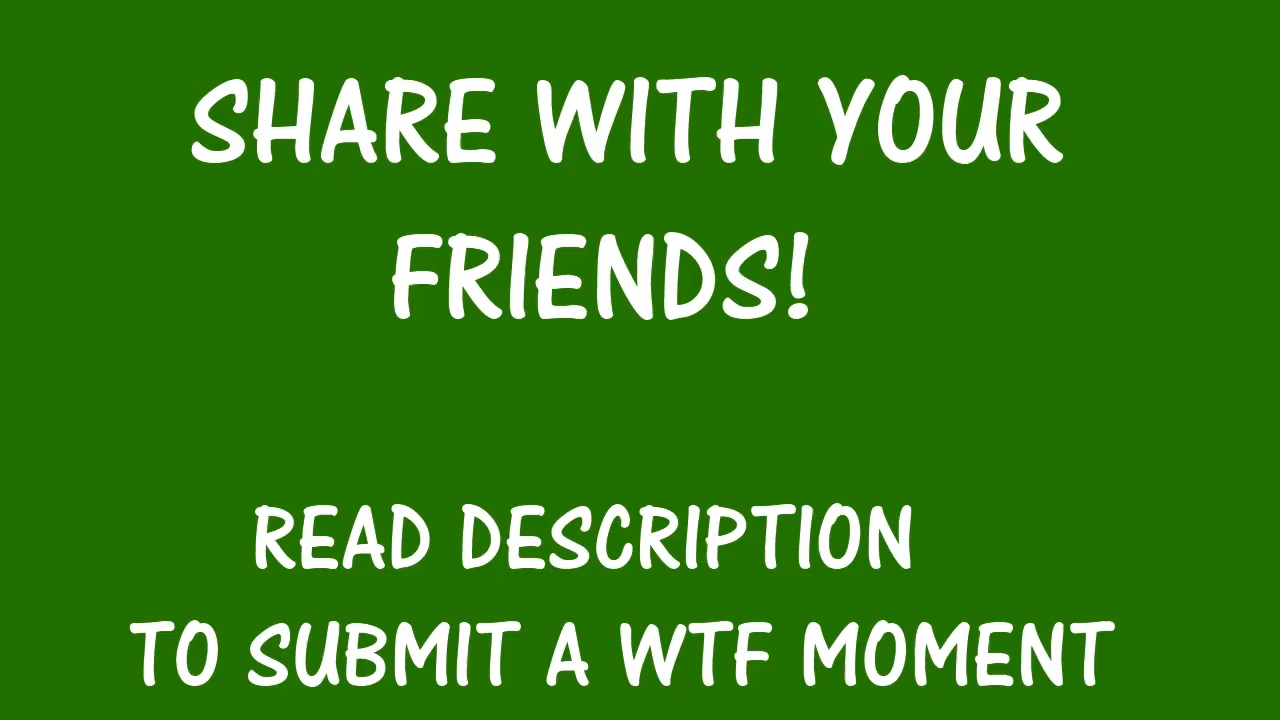 SHARE WITH YOUR
FRIENDS!
READ DESCRIPTION
TO SUBMIT A WTF MOMENT